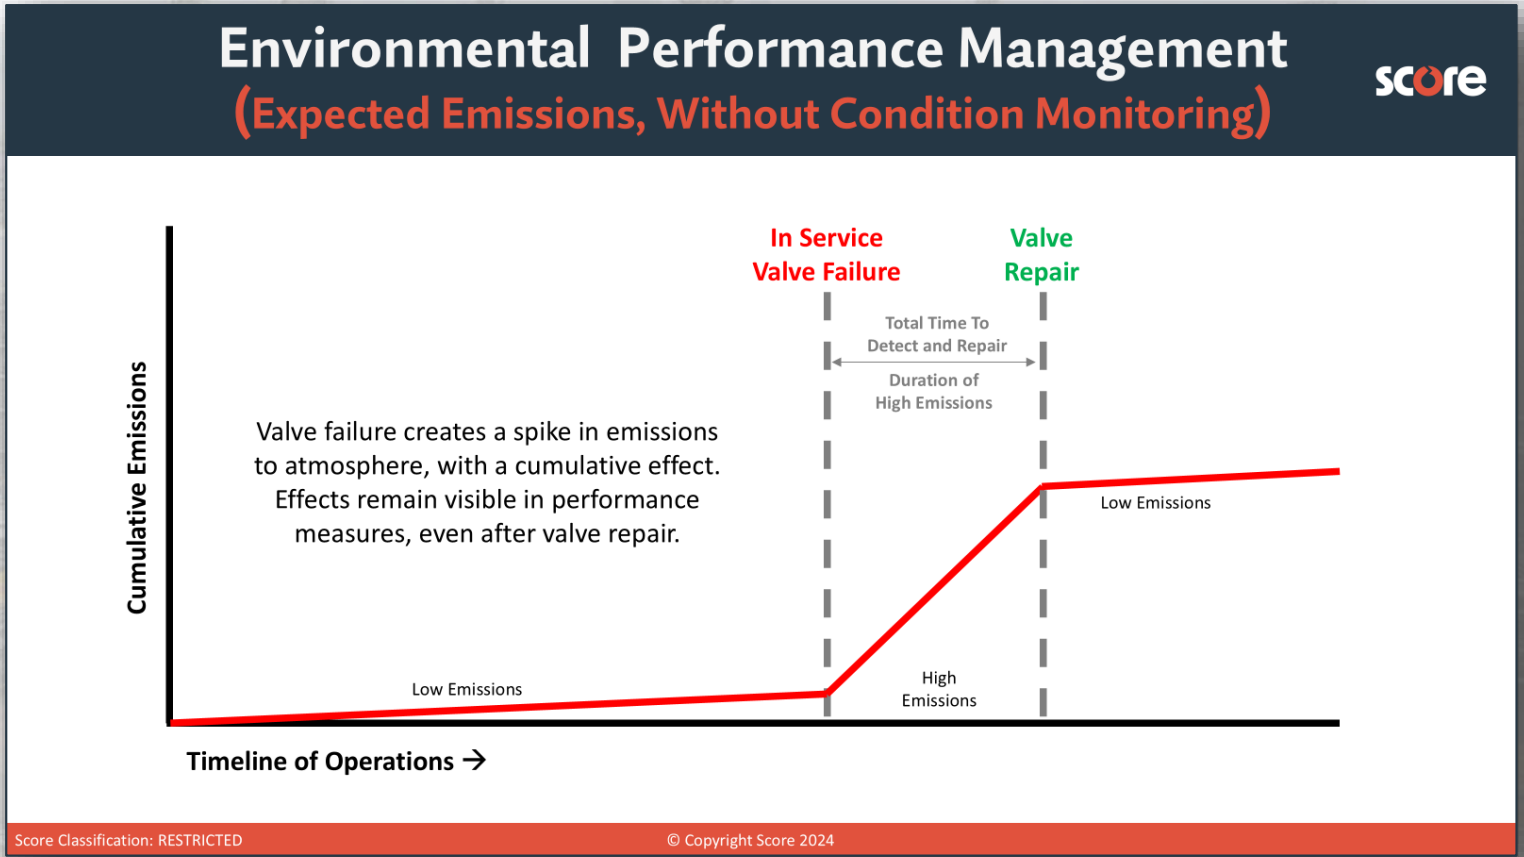 Environmental Performance Management
(Expected Emissions, Without Condition Monitoring)
score
In Service
Valve Failure
Valve
Repair
Total Time To
Detect and Repair
Duration of
High Emissions
Cumulative Emissions
Valve failure creates a spike in emissions
to atmosphere, with a cumulative effect.
Effects remain visible in performance
measures, even after valve repair.
Low Emissions
Low Emissions
High
Emissions
Timeline of Operations →
Score Classification: RESTRICTED
© Copyright Score 2024